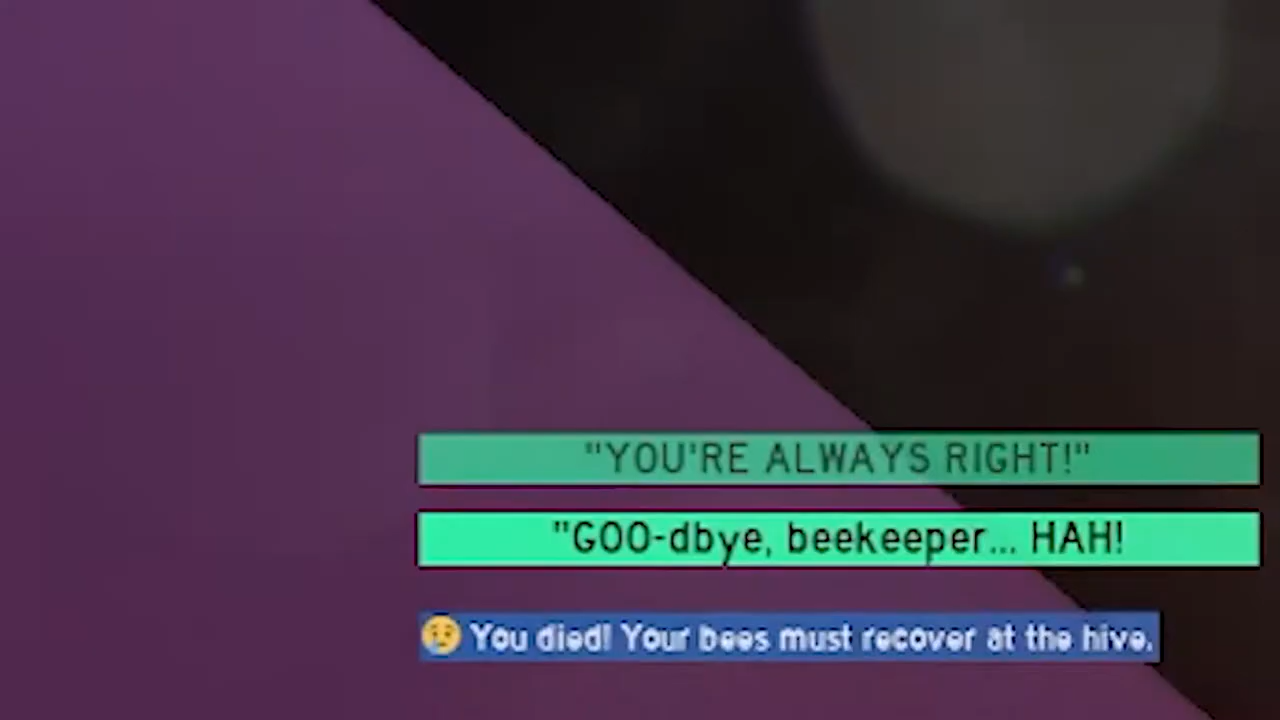 "YOU'RE ALWAYS RIGHT!"
"GOO-dbye, beekeeper... HAH!
😢 You died! Your bees must recover at the hive.